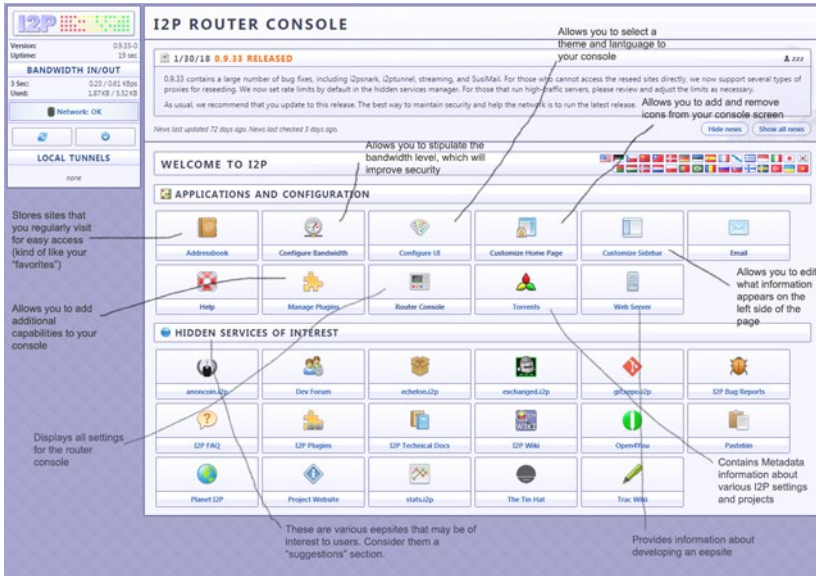 I2P
Version: 0.9.33-0
Uptime: 19 sec
BANDWIDTH IN/OUT
3 Sec: 0.20 / 0.61 KBps
Used: 1.87 KB / 5.52 KB
Network: OK
LOCAL TUNNELS
none
I2P ROUTER CONSOLE
1/30/18 0.9.33 RELEASED
zzz
0.9.33 contains a large number of bug fixes, including i2psnark, i2ptunnel, streaming, and SusiMail. For those who cannot access the reseed sites directly, we now support several types of
proxies for reseeding. We now set rate limits by default in the hidden services manager. For those that run high-traffic servers, please review and adjust the limits as necessary.
As usual, we recommend that you update to this release. The best way to maintain security and help the network is to run the latest release.
News last updated 72 days ago. News last checked 3 days ago.
Hide news
Show all news
Allows you to select a
theme and lantguage to
your console
Allows you to add and remove
icons from your console screen
Allows you to stipulate the
bandwidth level, which will
improve security
WELCOME TO I2P
APPLICATIONS AND CONFIGURATION
Addressbook
Configure Bandwidth
Configure UI
Customize Home Page
Customize Sidebar
Email
Help
Manage Plugins
Router Console
Torrents
Web Server
Stores sites that
you regularly visit
for easy access
(kind of like your
"favorites")
Allows you to add
additional
capabilities to your
console
Allows you to edit
what information
appears on the
left side of the
page
HIDDEN SERVICES OF INTEREST
anoncoin.i2p
Dev Forum
echelon.i2p
exchanged.i2p
git.repo.i2p
I2P Bug Reports
I2P FAQ
I2P Plugins
I2P Technical Docs
WIKI
I2P Wiki
Open4You
Pastebin
Planet I2P
Project Website
stats.i2p
The Tin Hat
Trac Wiki
Displays all settings
for the router
console
Contains Metadata
information about
various I2P settings
and projects
These are various eepsites that may be of
interest to users. Consider them a
"suggestions" section.
Provides information about
developing an eepsite